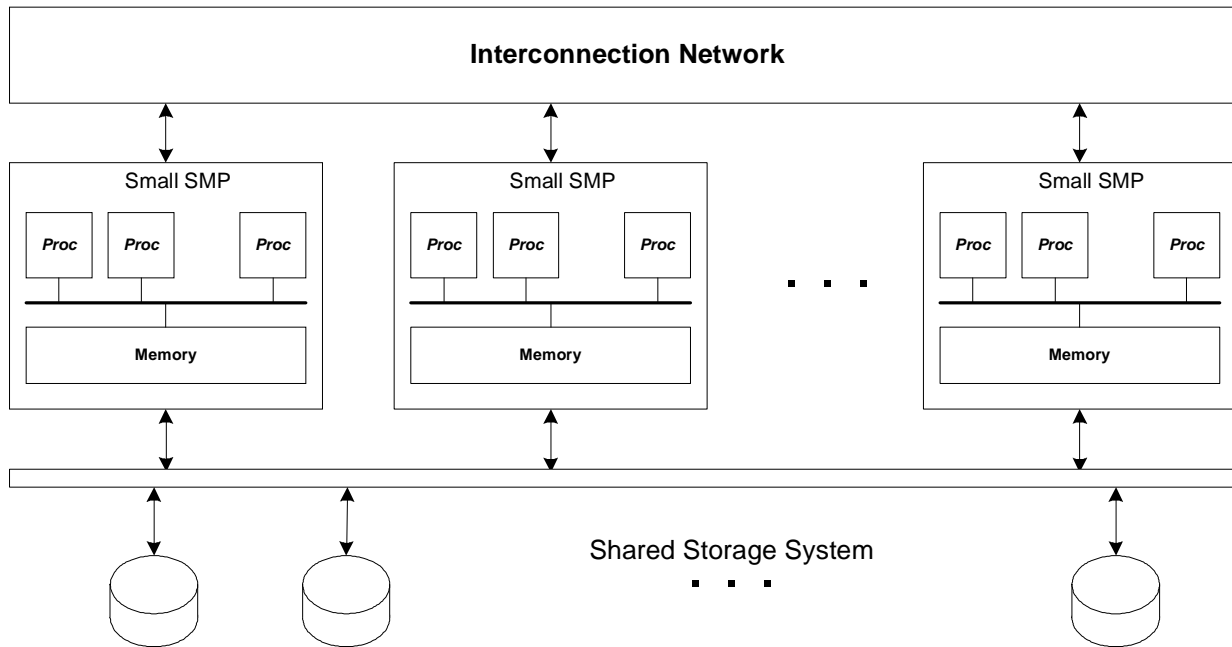 Interconnection Network
Small SMP Small SMP Small SMP
Proc Proc Proc Proc Proc Proc Proc Proc Proc
Memory Memory Memory
Shared Storage System